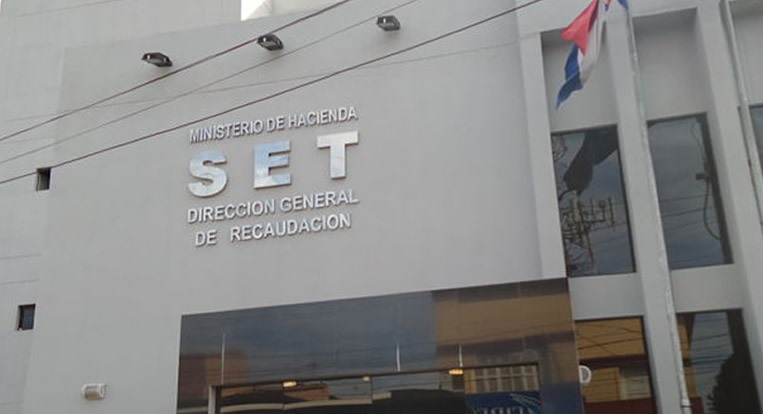 MINISTERIO DE HACIENDA
SET
DIRECCION GENERAL
DE RECAUDACION